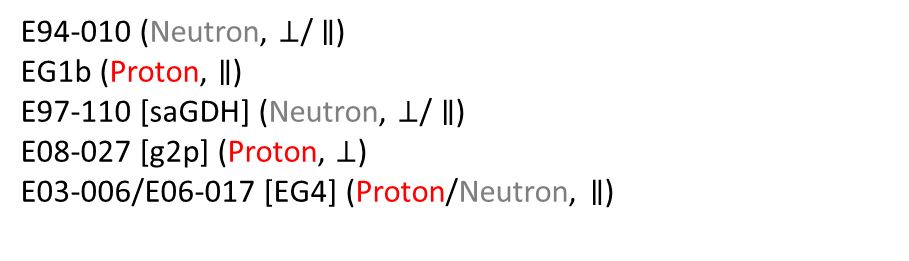 E94-010 (Neutron, ⊥/ ∥)
EG1b (Proton, ∥)
E97-110 [saGDH] (Neutron, ⊥/ ∥)
E08-027 [g2p] (Proton, ⊥)
E03-006/E06-017 [EG4] (Proton/Neutron, ∥)